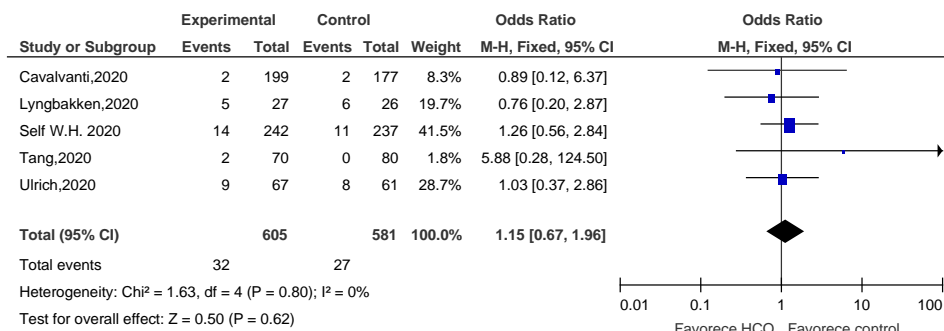 Experimental Control Odds Ratio Odds Ratio
Study or Subgroup Events Total Events Total Weight M-H, Fixed, 95% CI M-H, Fixed, 95% CI
Cavalvanti,2020 2 199 2 177 8.3% 0.89 [0.12, 6.37]
Lyngbakken,2020 5 27 6 26 19.7% 0.76 [0.20, 2.87]
Self W.H. 2020 14 242 11 237 41.5% 1.26 [0.56, 2.84]
Tang,2020 2 70 0 80 1.8% 5.88 [0.28, 124.50]
Ulrich,2020 9 67 8 61 28.7% 1.03 [0.37, 2.86]
Total (95% CI) 605 581 100.0% 1.15 [0.67, 1.96]
Total events 32 27
Heterogeneity: Chi² = 1.63, df = 4 (P = 0.80); I² = 0%
Test for overall effect: Z = 0.50 (P = 0.62)
0.01 0.1 1 10 100
Favorece HCQ Favorece control